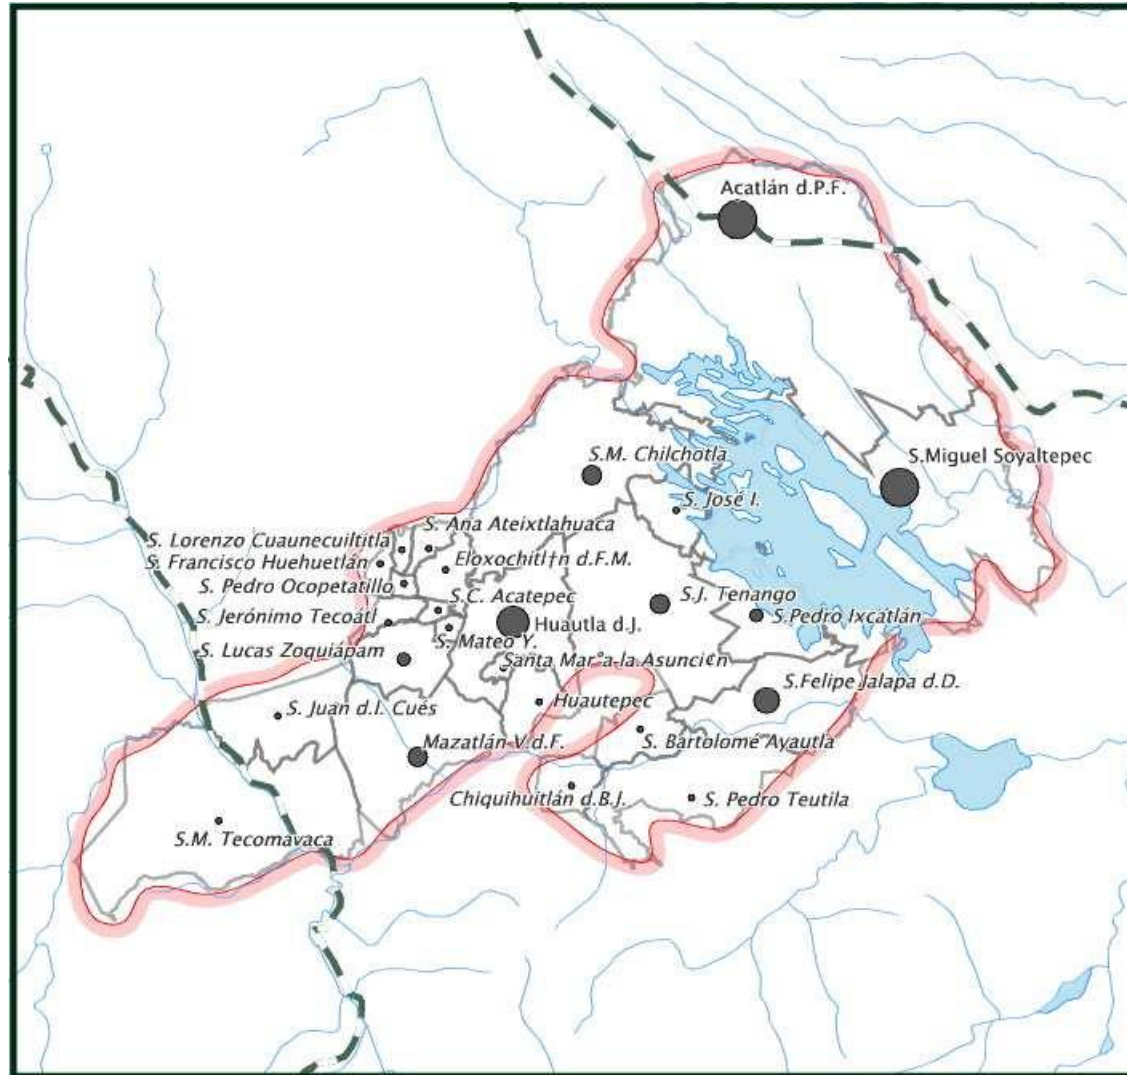 Acatlán d.P.F.
S.Miguel Soyaltepec
S.M. Chilchotla
S. José I.
S. Ana Ateixtlahuaca
S. Lorenzo Cuaunecuiltitla
Eloxochitl†n d.F.M.
S. Francisco Huehuetlán
S. Pedro Ocopetatillo
S.C. Acatepec
S.J. Tenango
S. Jerónimo Tecoatl
S.Pedro Ixcatlán
Huautla d.J.
S. Mateo Y.
S. Lucas Zoquiápam
Santa Mar°a la Asunci¢n
S.Felipe Jalapa d.D.
Huautepec
S. Juan d.l. Cués
Mazatlán V.d.F.
S. Bartolomé Ayautla
Chiquihuitlán d.B.J.
S. Pedro Teutila
S.M. Tecomavaca